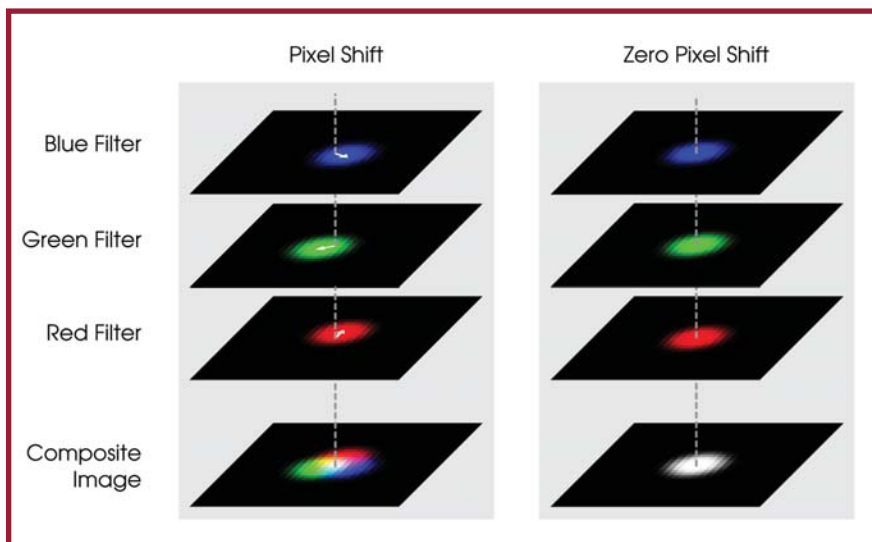 Pixel Shift
Zero Pixel Shift
Blue Filter
Green Filter
Red Filter
Composite
Image